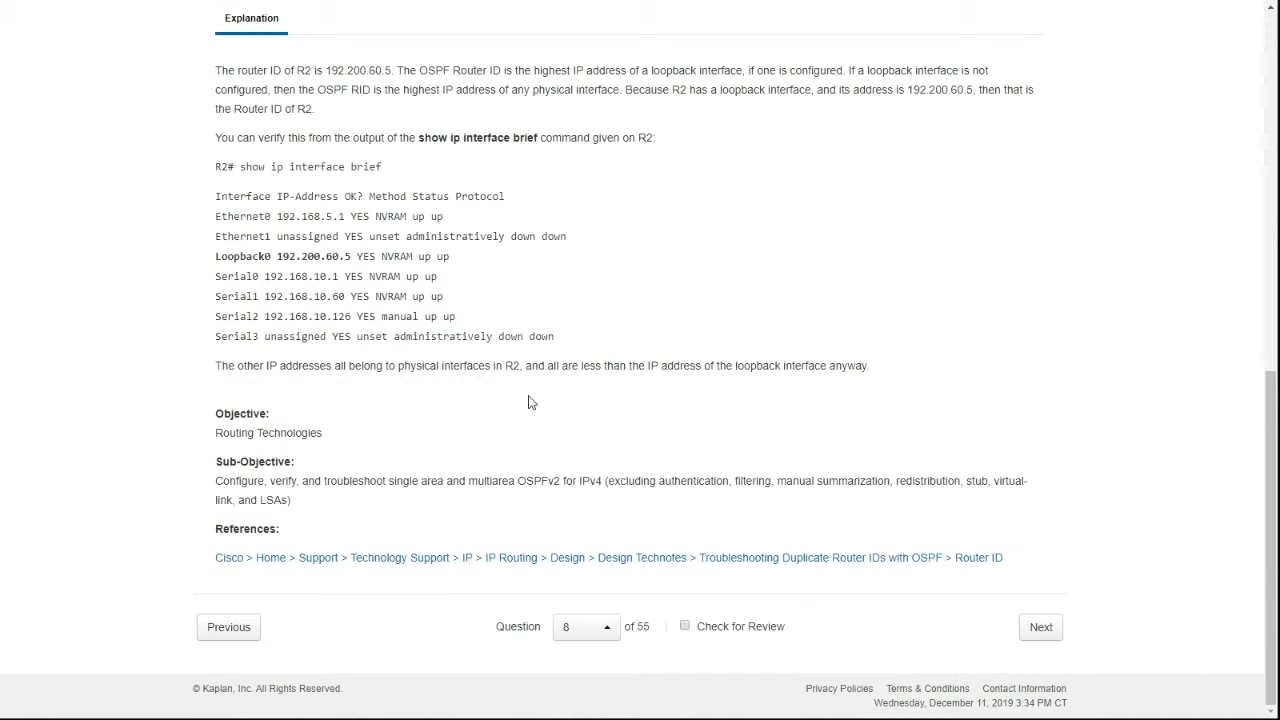 Explanation
The router ID of R2 is 192.200.60.5. The OSPF Router ID is the highest IP address of a loopback interface, if one is configured. If a loopback interface is not
configured, then the OSPF RID is the highest IP address of any physical interface. Because R2 has a loopback interface, and its address is 192.200.60.5, then that is
the Router ID of R2.
You can verify this from the output of the show ip interface brief command given on R2:
R2# show ip interface brief
Interface IP-Address OK? Method Status Protocol
Ethernet0 192.168.5.1 YES NVRAM up up
Ethernet1 unassigned YES unset administratively down down
Loopback0 192.200.60.5 YES NVRAM up up
Serial0 192.168.10.1 YES NVRAM up up
Serial1 192.168.10.60 YES NVRAM up up
Serial2 192.168.10.126 YES manual up up
Serial3 unassigned YES unset administratively down down
The other IP addresses all belong to physical interfaces in R2, and all are less than the IP address of the loopback interface anyway.
Objective:
Routing Technologies
Sub-Objective:
Configure, verify, and troubleshoot single area and multiarea OSPFv2 for IPv4 (excluding authentication, filtering, manual summarization, redistribution, stub, virtual-
link, and LSAs)
References:
Cisco > Home > Support > Technology Support > IP > IP Routing > Design > Design Technotes > Troubleshooting Duplicate Router IDs with OSPF > Router ID
Previous Question 8 of 55 | Check for Review Next
© Kaplan, Inc. All Rights Reserved. Privacy Policies Terms & Conditions Contact Information
Wednesday, December 11, 2019 3:34 PM CT